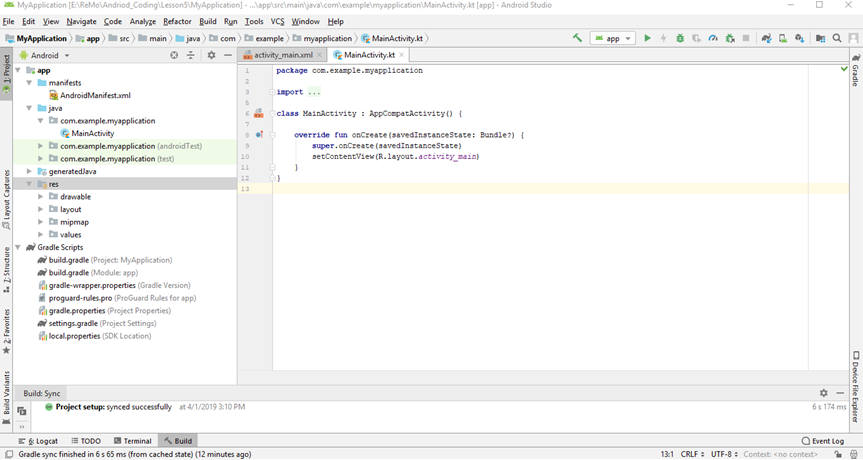 MyApplication [E:\ReMo\Andriod_Coding\Lesson5\MyApplication] - ...\app\src\main\java\com\example\myapplication\MainActivity.kt [app] - Android Studio
File Edit View Navigate Code Analyze Refactor Build Run Tools VCS Window Help
MyApplication app src main java com example myapplication MainActivity.kt app
Android activity_main.xml MainActivity.kt
1: Project
Layout Captures
7: Structure
2: Favorites
Build Variants
app
manifests
AndroidManifest.xml
java
com.example.myapplication
MainActivity
com.example.myapplication (androidTest)
com.example.myapplication (test)
generatedJava
res
drawable
layout
mipmap
values
Gradle Scripts
build.gradle (Project: MyApplication)
build.gradle (Module: app)
gradle-wrapper.properties (Gradle Version)
proguard-rules.pro (ProGuard Rules for app)
gradle.properties (Project Properties)
settings.gradle (Project Settings)
local.properties (SDK Location)
1 package com.example.myapplication
2
3 import ...
5
6 class MainActivity : AppCompatActivity() {
7
8 override fun onCreate(savedInstanceState: Bundle?) {
9 super.onCreate(savedInstanceState)
10 setContentView(R.layout.activity_main)
11 }
12 }
13
Gradle
Device File Explorer
Build: Sync
Project setup: synced successfully at 4/1/2019 3:10 PM 6 s 174 ms
6: Logcat TODO Terminal Build Event Log
Gradle sync finished in 6 s 65 ms (from cached state) (12 minutes ago) 13:1 CRLF UTF-8 Context: <no context>